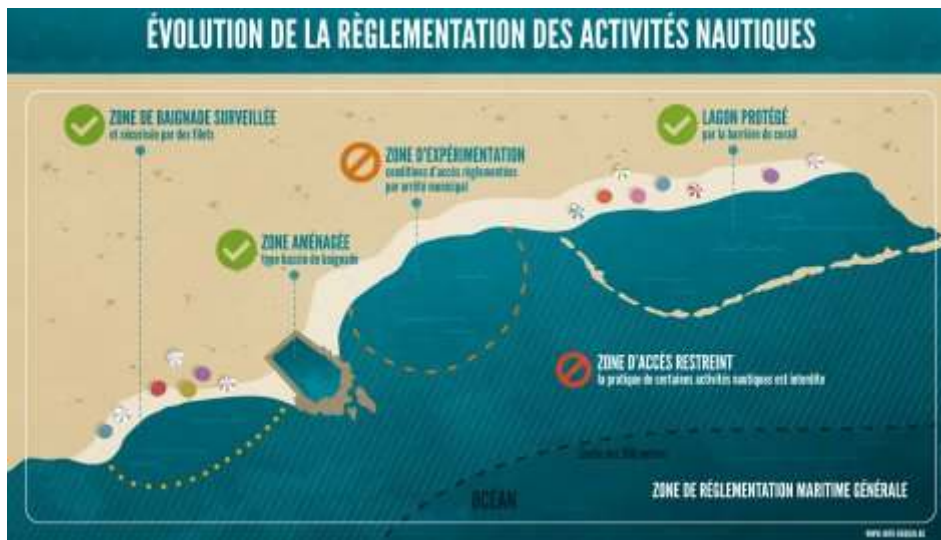 ÉVOLUTION DE LA RÈGLEMENTATION DES ACTIVITÉS NAUTIQUES
ZONE DE BAIGNADE SURVEILLÉE
et sécurisée par des filets
LAGON PROTÉGÉ
par la barrière de corail
ZONE D'EXPÉRIMENTATION
conditions d'accès réglementées
par arrêté municipal
ZONE AMÉNAGÉE
type bassin de baignade
ZONE D'ACCÈS RESTREINT
la pratique de certaines activités nautiques est interdite
OCEAN
ZONE DE RÉGLEMENTATION MARITIME GÉNÉRALE